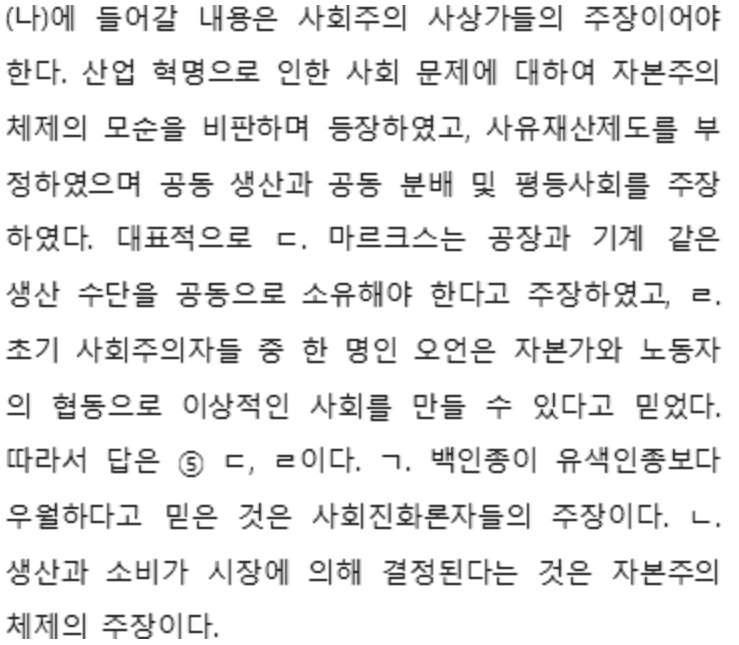 (나)에 들어갈 내용은 사회주의 사상가들의 주장이어야
한다. 산업 혁명으로 인한 사회 문제에 대하여 자본주의
체제의 모순을 비판하며 등장하였고, 사유재산제도를 부
정하였으며 공동 생산과 공동 분배 및 평등사회를 주장
하였다. 대표적으로 ㄷ. 마르크스는 공장과 기계 같은
생산 수단을 공동으로 소유해야 한다고 주장하였고, ㄹ.
초기 사회주의자들 중 한 명인 오언은 자본가와 노동자
의 협동으로 이상적인 사회를 만들 수 있다고 믿었다.
따라서 답은 ⑤ ㄷ, ㄹ이다. ㄱ. 백인종이 유색인종보다
우월하다고 믿은 것은 사회진화론자들의 주장이다. ㄴ.
생산과 소비가 시장에 의해 결정된다는 것은 자본주의
체제의 주장이다.